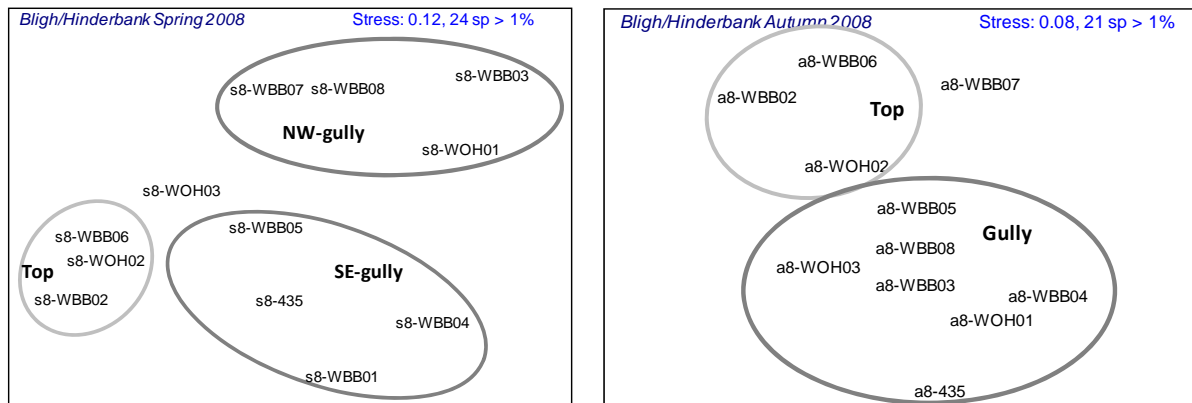 Bligh/Hinderbank Spring 2008 Stress: 0.12, 24 sp > 1%
s8-WBB03
s8-WBB07 s8-WBB08
NW-gully
s8-WOH01
s8-WOH03
s8-WBB05
s8-WBB06
s8-WOH02
Top SE-gully
s8-WBB02 s8-435
s8-WBB04
s8-WBB01
Bligh/Hinderbank Autumn 2008 Stress: 0.08, 21 sp > 1%
a8-WBB06
a8-WBB07
a8-WBB02
Top
a8-WOH02
a8-WBB05
Gully
a8-WBB08
a8-WOH03
a8-WBB03
a8-WBB04
a8-WOH01
a8-435